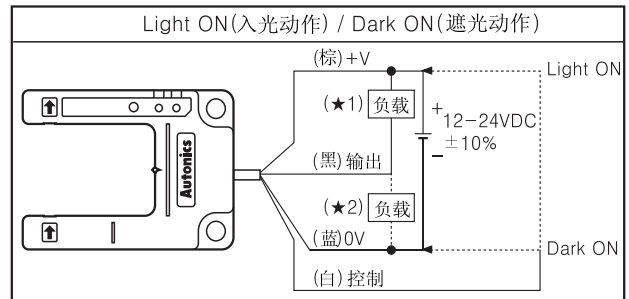 Light ON(入光动作) / Dark ON(遮光动作)
(棕)+V
Light ON
(★1) 负载
+
12-24VDC
±10%
−
(黑)输出
Autonics
(★2) 负载
(蓝)0V
Dark ON
(白)控制